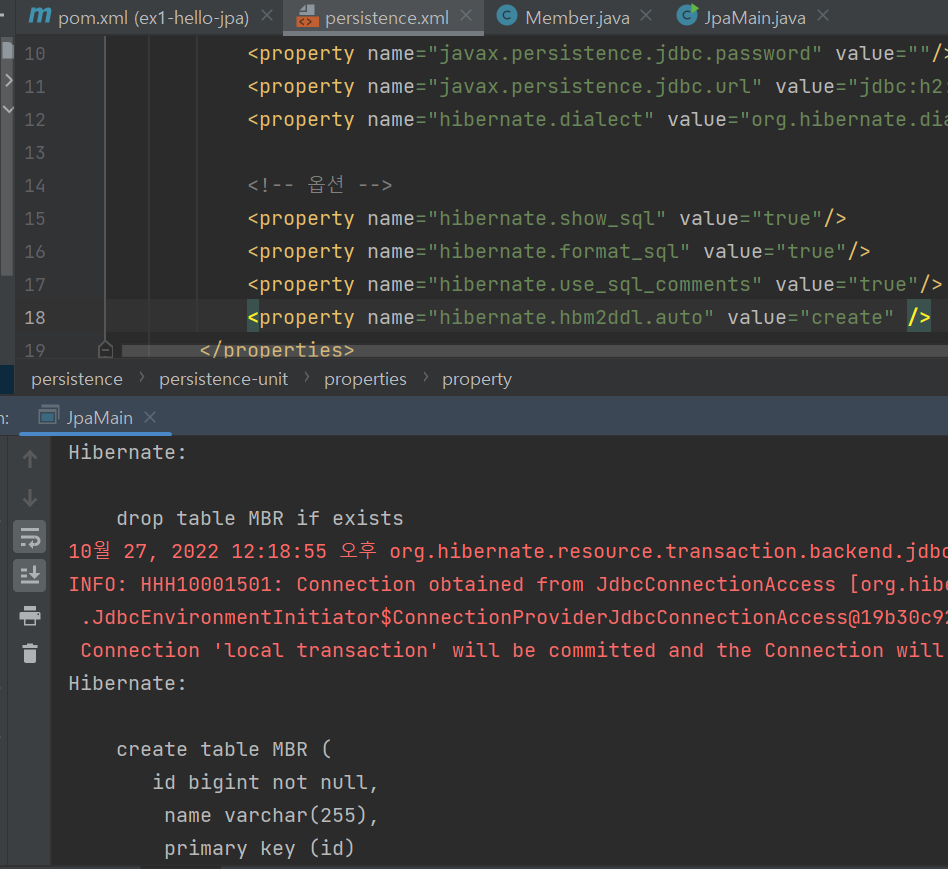 pom.xml (ex1-hello-jpa) persistence.xml Member.java JpaMain.java
10 <property name="javax.persistence.jdbc.password" value=""/>
11 <property name="javax.persistence.jdbc.url" value="jdbc:h2:
12 <property name="hibernate.dialect" value="org.hibernate.dia
13
14 <!-- 옵션 -->
15 <property name="hibernate.show_sql" value="true"/>
16 <property name="hibernate.format_sql" value="true"/>
17 <property name="hibernate.use_sql_comments" value="true"/>
18 <property name="hibernate.hbm2ddl.auto" value="create" />
19 </properties>
persistence › persistence-unit › properties › property
JpaMain
Hibernate:
drop table MBR if exists
10월 27, 2022 12:18:55 오후 org.hibernate.resource.transaction.backend.jdbc
INFO: HHH10001501: Connection obtained from JdbcConnectionAccess [org.hibe
.JdbcEnvironmentInitiator$ConnectionProviderJdbcConnectionAccess@19b30c92
Connection 'local transaction' will be committed and the Connection will
Hibernate:
create table MBR (
id bigint not null,
name varchar(255),
primary key (id)